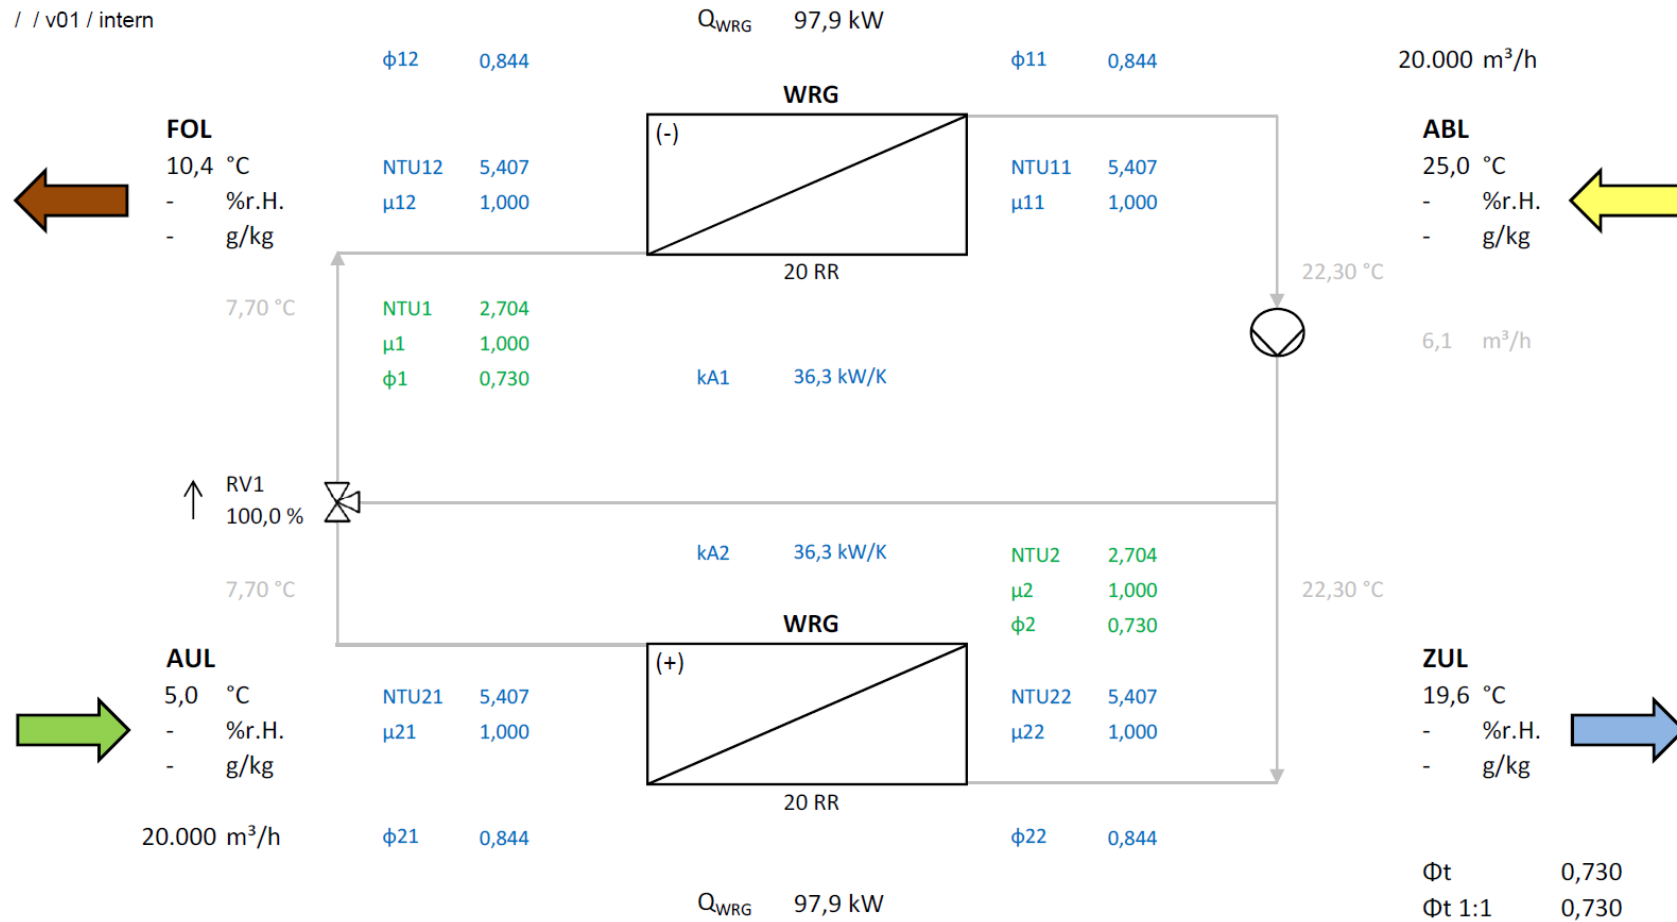 / / v01 / intern
QWRG 97,9 kW
ϕ12 0,844
ϕ11 0,844
20.000 m³/h
WRG
FOL
(-)
ABL
10,4 °C
NTU12 5,407
NTU11 5,407
25,0 °C
- %r.H.
μ12 1,000
μ11 1,000
- %r.H.
- g/kg
- g/kg
20 RR
22,30 °C
7,70 °C
NTU1 2,704
μ1 1,000
6,1 m³/h
ϕ1 0,730
kA1 36,3 kW/K
RV1
100,0 %
kA2 36,3 kW/K
NTU2 2,704
7,70 °C
μ2 1,000
22,30 °C
WRG
ϕ2 0,730
AUL
(+)
ZUL
5,0 °C
NTU21 5,407
NTU22 5,407
19,6 °C
- %r.H.
μ21 1,000
μ22 1,000
- %r.H.
- g/kg
- g/kg
20 RR
20.000 m³/h
ϕ21 0,844
ϕ22 0,844
Φt 0,730
QWRG 97,9 kW
Φt 1:1 0,730